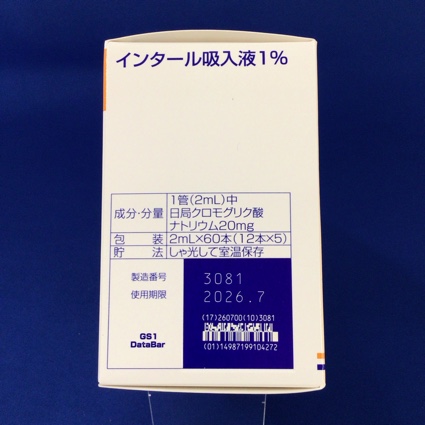 インタール吸入液1%
1管(2mL)中
成分・分量 日局クロモグリク酸
ナトリウム20mg
包 装 2mL×60本(12本×5)
貯 法 しゃ光して室温保存
製造番号 3081
使用期限 2026.7
(17)260700(10)3081
GS1
DataBar
(01)14987199104272